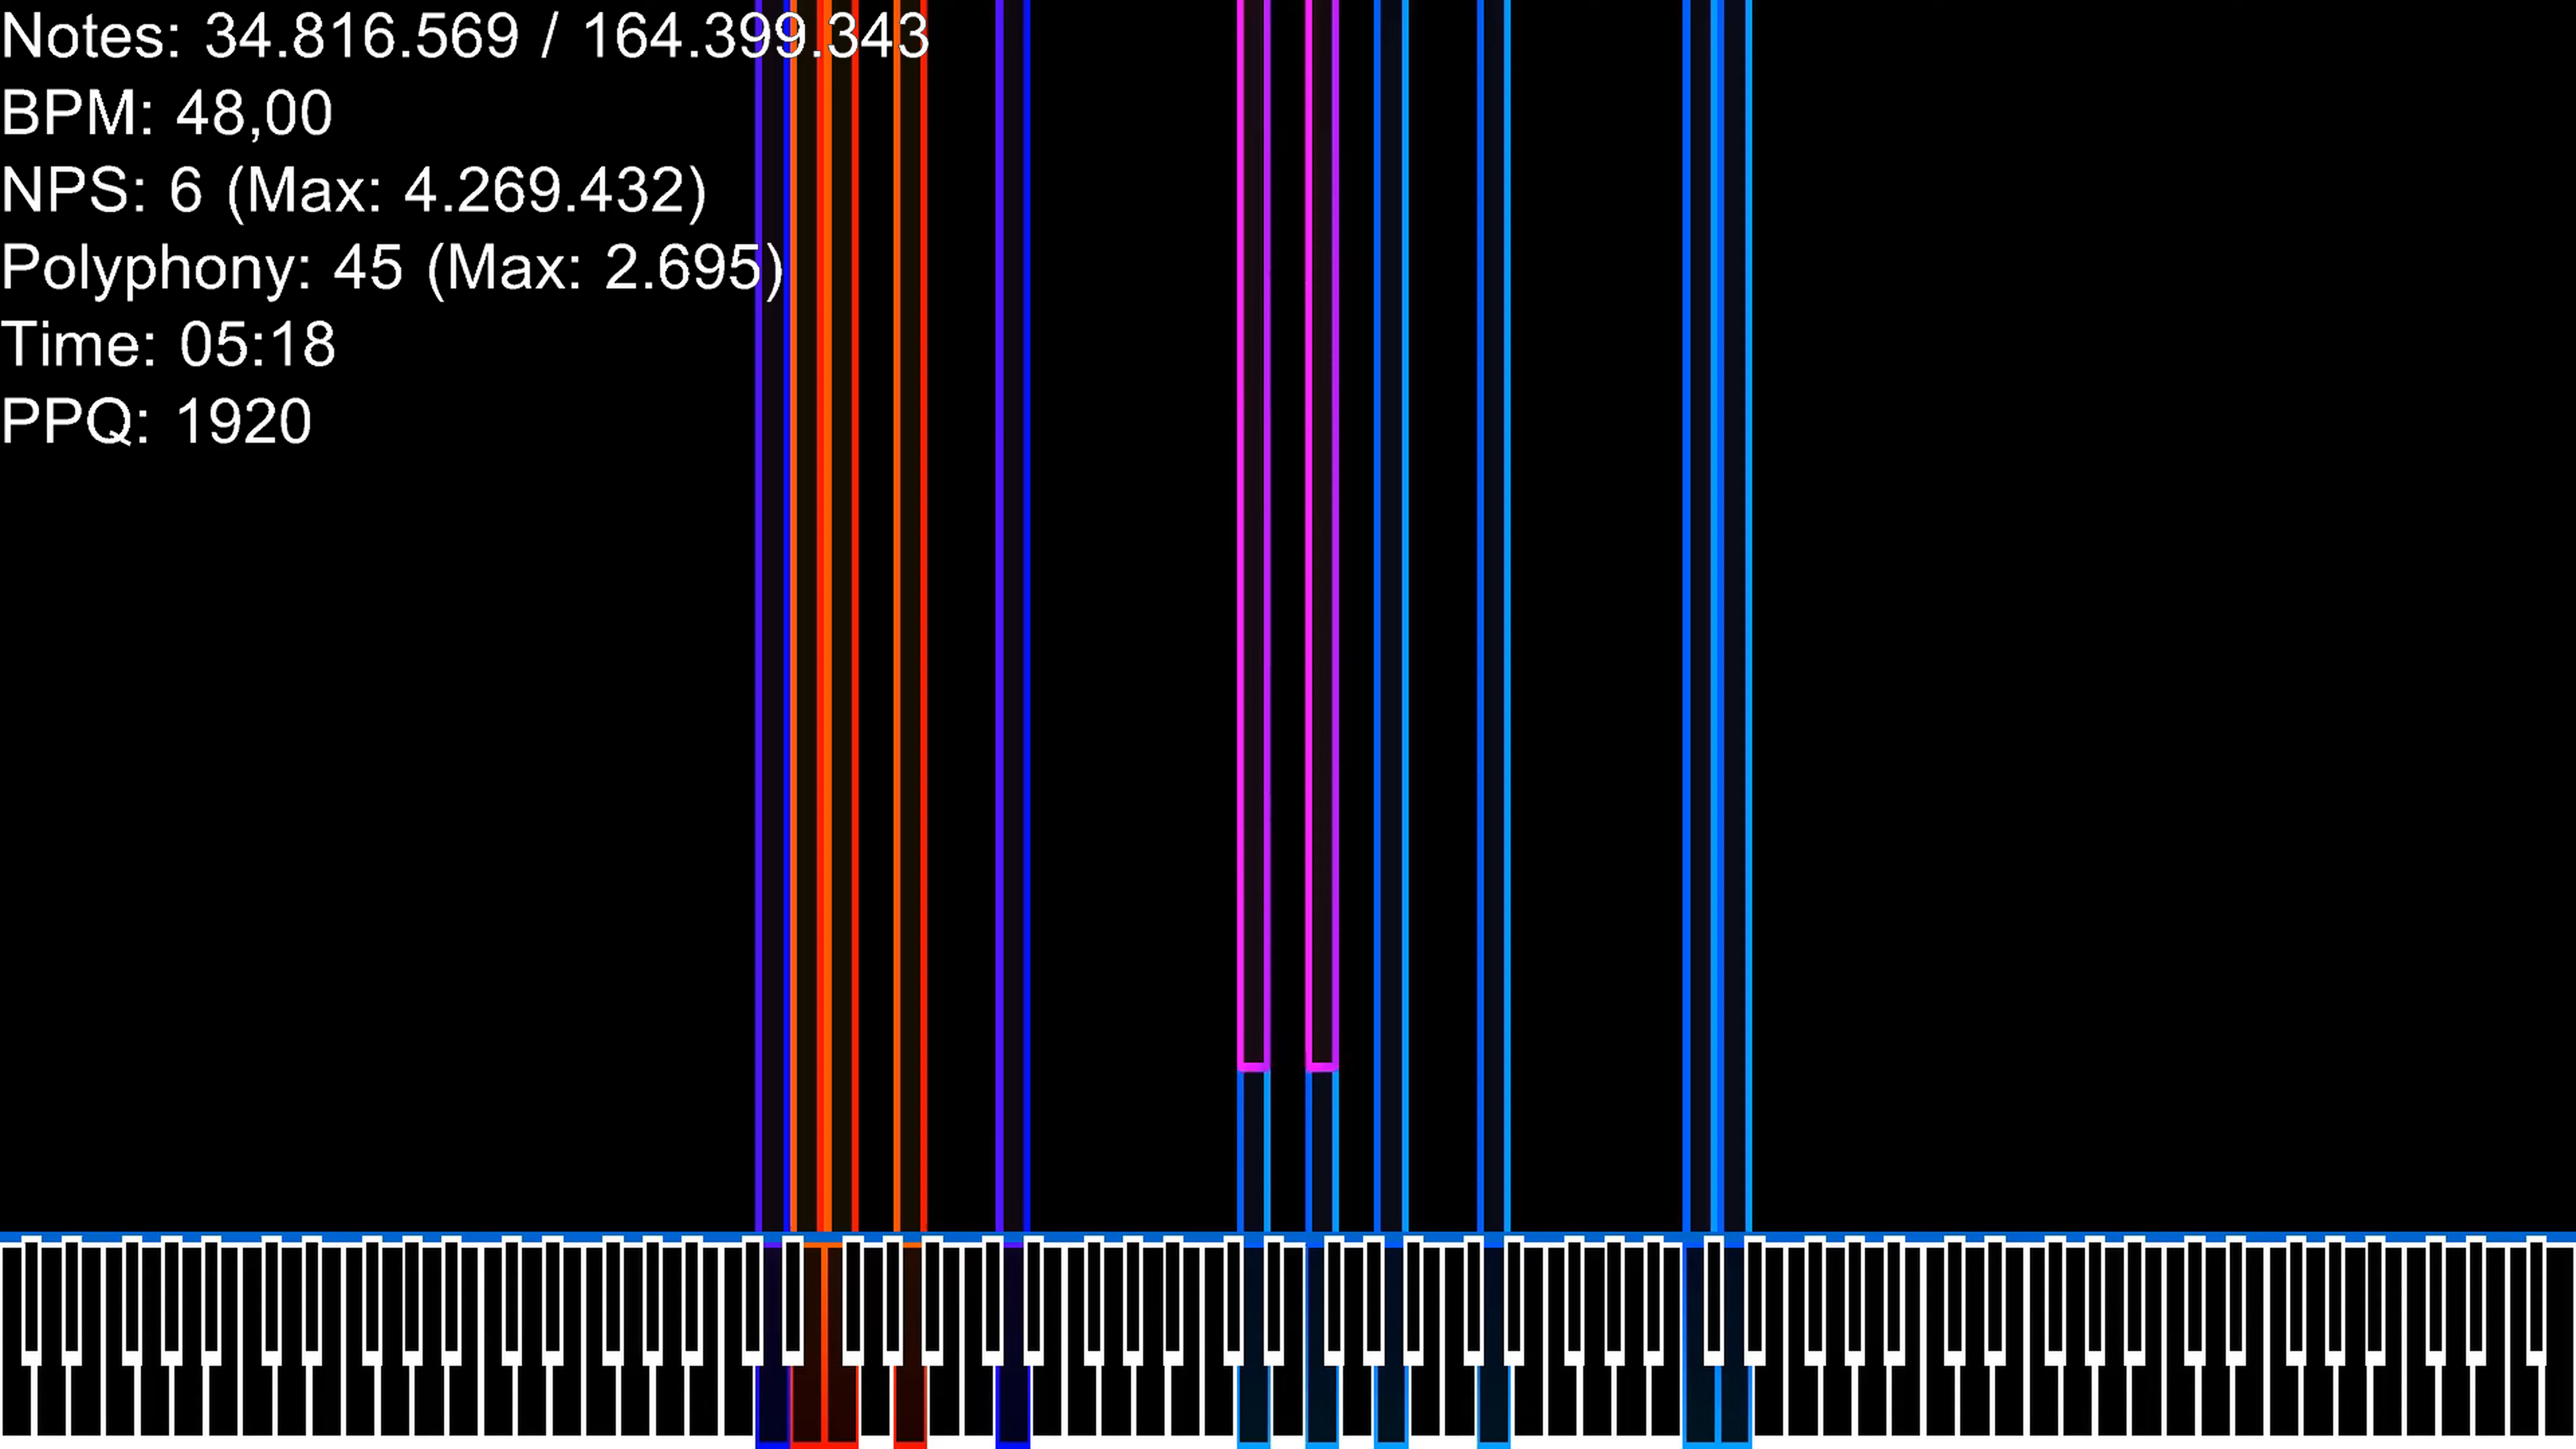 Notes: 34.816.569 / 164.399.343
BPM: 48,00
NPS: 6 (Max: 4.269.432)
Polyphony: 45 (Max: 2.695)
Time: 05:18
PPQ: 1920